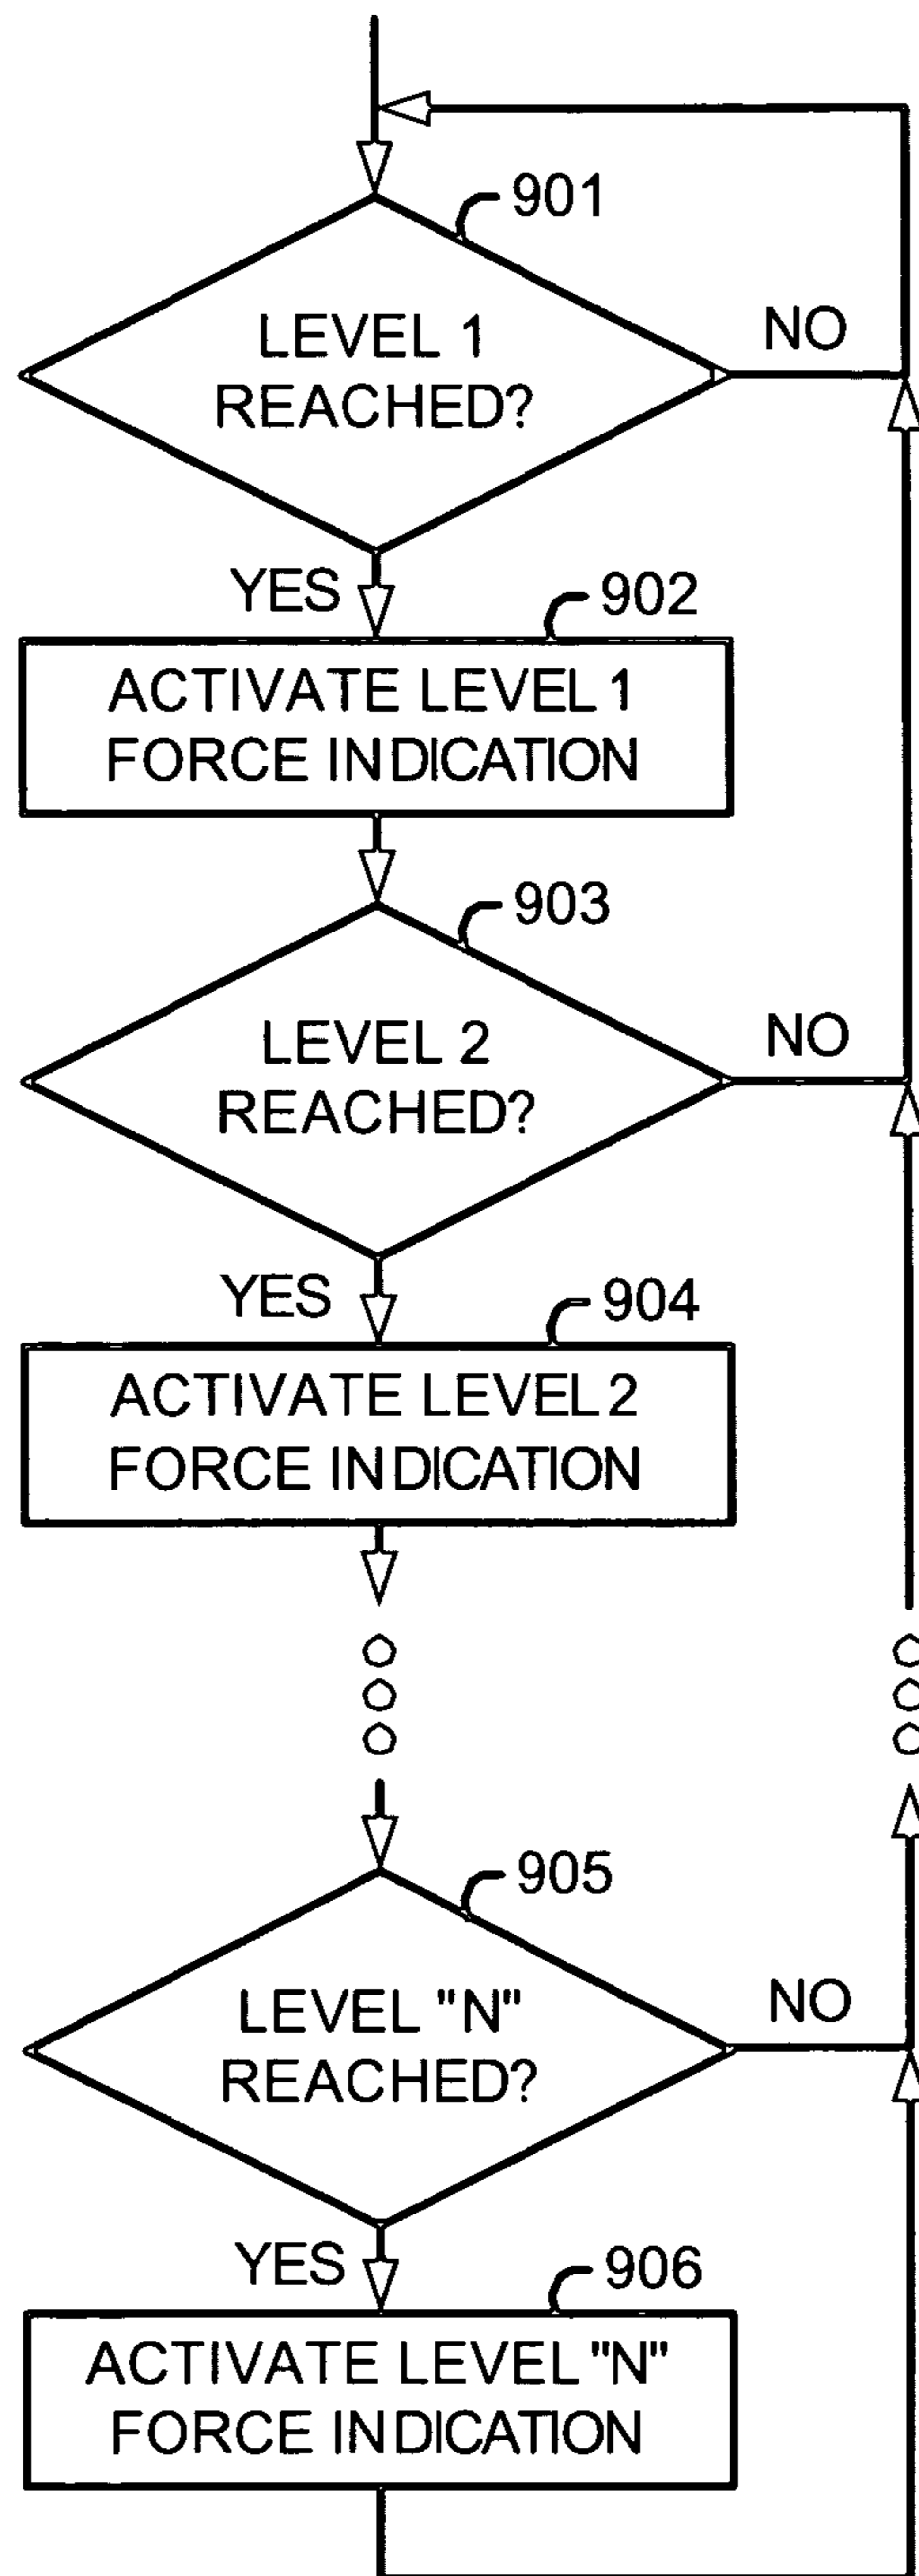 901
LEVEL 1
REACHED?
NO
YES
902
ACTIVATE LEVEL 1
FORCE INDICATION
903
LEVEL 2
REACHED?
NO
YES
904
ACTIVATE LEVEL 2
FORCE INDICATION
905
LEVEL "N"
REACHED?
NO
YES
906
ACTIVATE LEVEL "N"
FORCE INDICATION